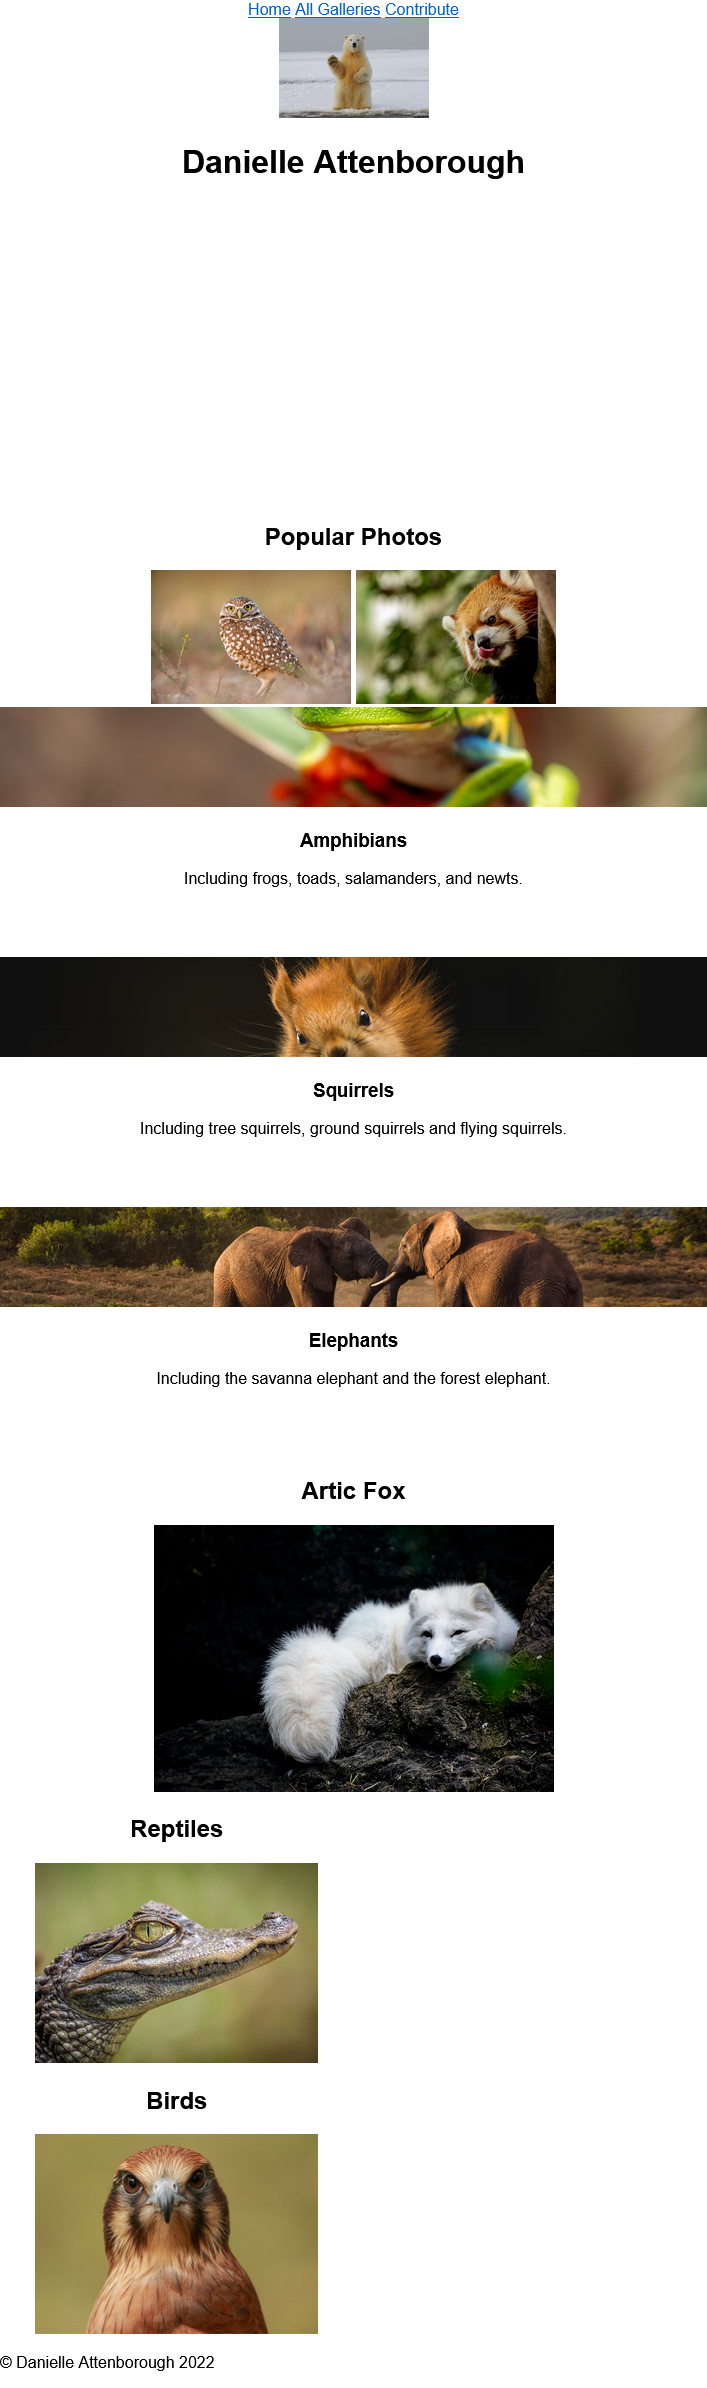 Home All Galleries Contribute
Danielle Attenborough
Popular Photos
Amphibians
Including frogs, toads, salamanders, and newts.
Squirrels
Including tree squirrels, ground squirrels and flying squirrels.
Elephants
Including the savanna elephant and the forest elephant.
Artic Fox
Reptiles
Birds
© Danielle Attenborough 2022